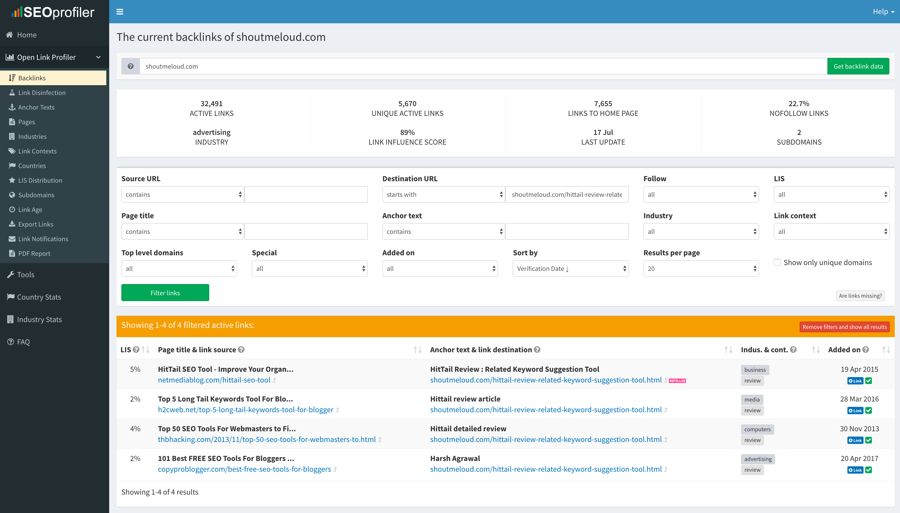 SEOprofiler
Help
Home
Open Link Profiler
Backlinks
Link Disinfection
Anchor Texts
Pages
Industries
Link Contexts
Countries
LIS Distribution
Subdomains
Link Age
Export Links
Link Notifications
PDF Report
Tools
Country Stats
Industry Stats
FAQ
The current backlinks of shoutmeloud.com
shoutmeloud.com
Get backlink data
32,491 5,670 7,655 22.7%
ACTIVE LINKS UNIQUE ACTIVE LINKS LINKS TO HOME PAGE NOFOLLOW LINKS
advertising 89% 17 Jul 2
INDUSTRY LINK INFLUENCE SCORE LAST UPDATE SUBDOMAINS
Source URL Destination URL Follow LIS
contains starts with shoutmeloud.com/hittail-review-relate all all
Page title Anchor text Industry Link context
contains contains all all
Top level domains Special Added on Sort by Results per page
all all all Verification Date ↓ 20 Show only unique domains
Filter links
Are links missing?
Showing 1-4 of 4 filtered active links:
Remove filters and show all results
LIS Page title & link source Anchor text & link destination Indus. & cont. Added on
5% HitTail SEO Tool - Improve Your Organ... HitTail Review : Related Keyword Suggestion Tool business 19 Apr 2015
netmediablog.com/hittail-seo-tool shoutmeloud.com/hittail-review-related-keyword-suggestion-tool.html review Link
2% Top 5 Long Tail Keywords Tool For Blo... Hittail review article media 28 Mar 2016
h2cweb.net/top-5-long-tail-keywords-tool-for-blogger shoutmeloud.com/hittail-review-related-keyword-suggestion-tool.html review Link
4% Top 50 SEO Tools For Webmasters to Fi... Hittail detailed review computers 30 Nov 2013
thbhacking.com/2013/11/top-50-seo-tools-for-webmasters-to.html shoutmeloud.com/hittail-review-related-keyword-suggestion-tool.html review Link
2% 101 Best FREE SEO Tools For Bloggers ... Harsh Agrawal advertising 20 Apr 2017
copyproblogger.com/best-free-seo-tools-for-bloggers shoutmeloud.com/hittail-review-related-keyword-suggestion-tool.html review Link
Showing 1-4 of 4 results